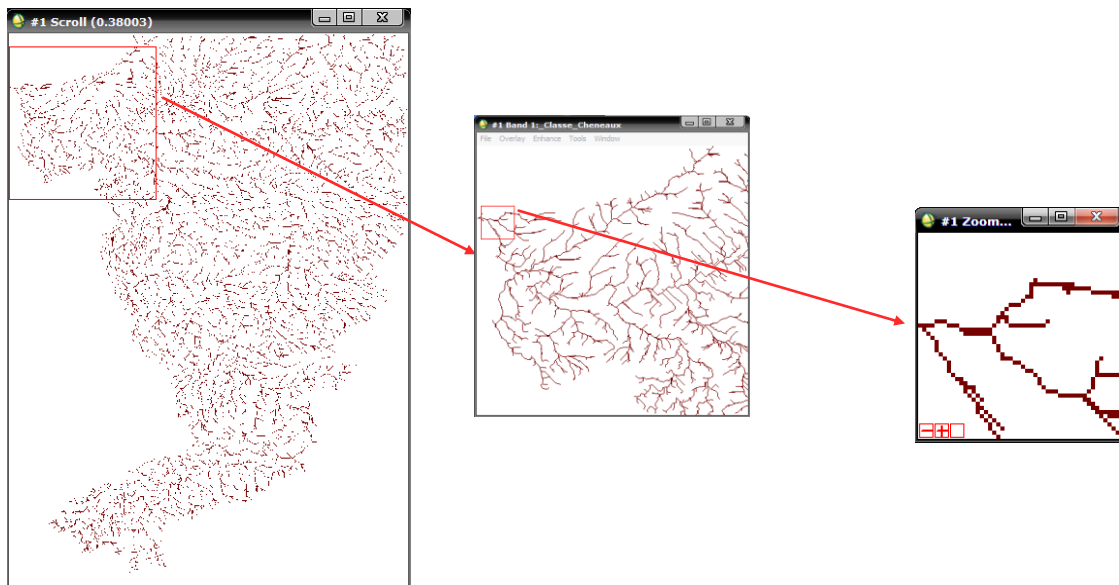 #1 Scroll (0.38003)
#1 Band 1:_Classe_Cheneaux
File Overlay Enhance Tools Window
#1 Zoom...